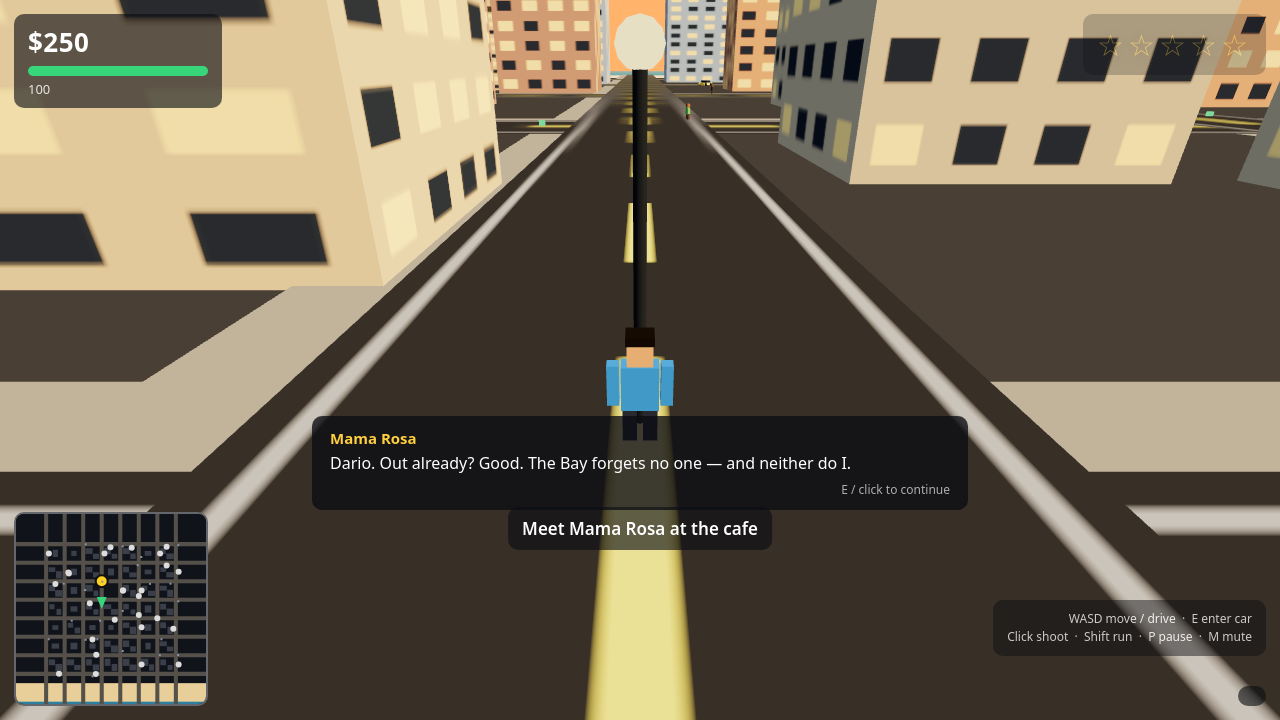 $250
100
☆ ☆ ☆ ☆ ☆
Mama Rosa
Dario. Out already? Good. The Bay forgets no one — and neither do I.
E / click to continue
Meet Mama Rosa at the cafe
WASD move / drive · E enter car
Click shoot · Shift run · P pause · M mute